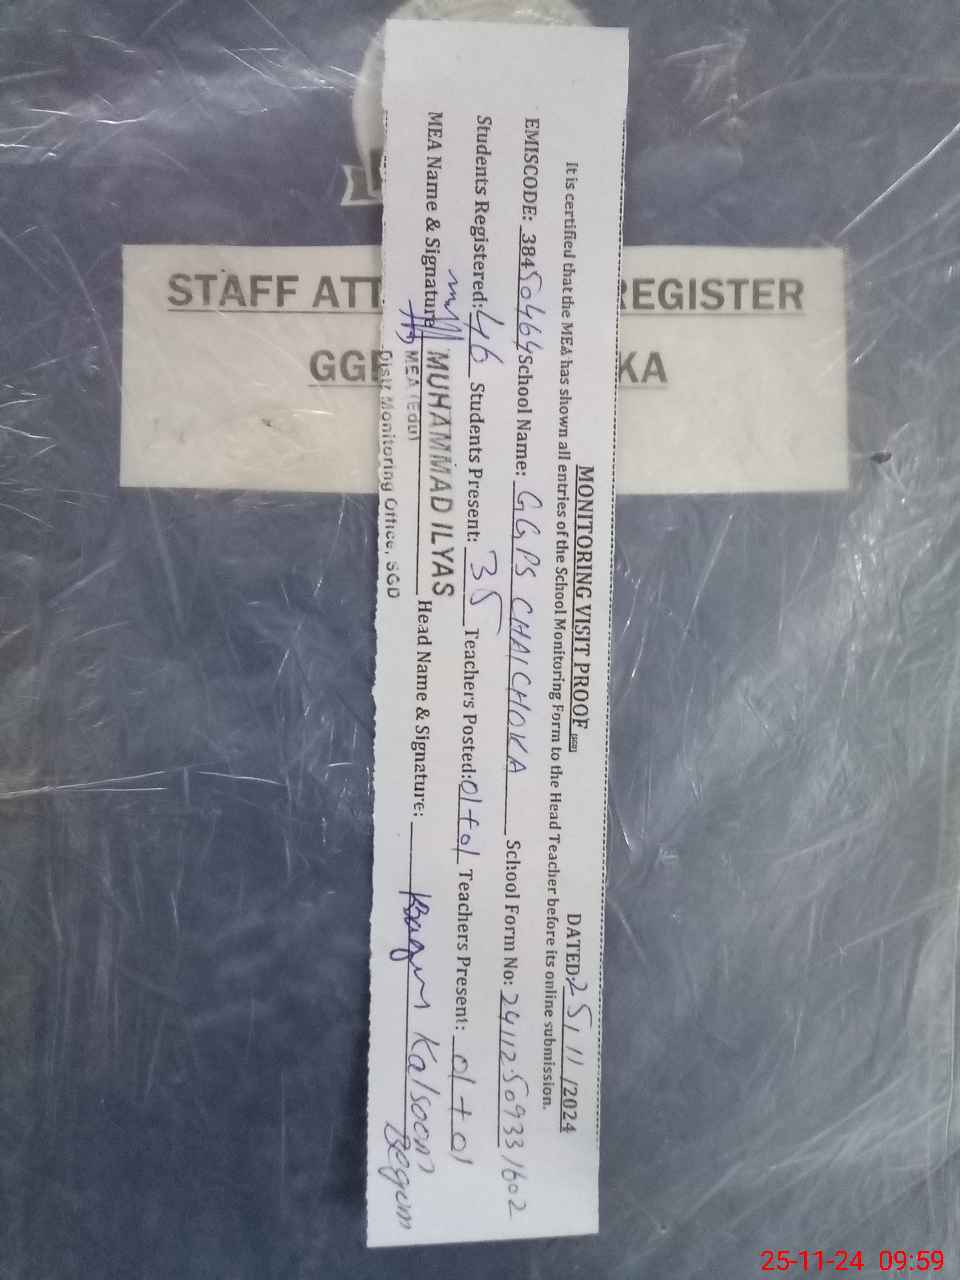 MONITORING VISIT PROOF DATED: 25/11/2024
It is certified that the MEA has shown all entries of the School Monitoring Form to the Head Teacher before its online submission.
EMISCODE: 38450464 School Name: GGPS CHAICHOKA School Form No: 24112509331602
Students Registered: 46 Students Present: 35 Teachers Posted: 01+01 Teachers Present: 01+01
MEA Name & Signature Head Name & Signature: Kalsoom Begum
MUHAMMAD ILYAS
MEA (Edu)
Distt. Monitoring Office, SGD
STAFF ATT EGISTER
GG KA
25-11-24 09:59